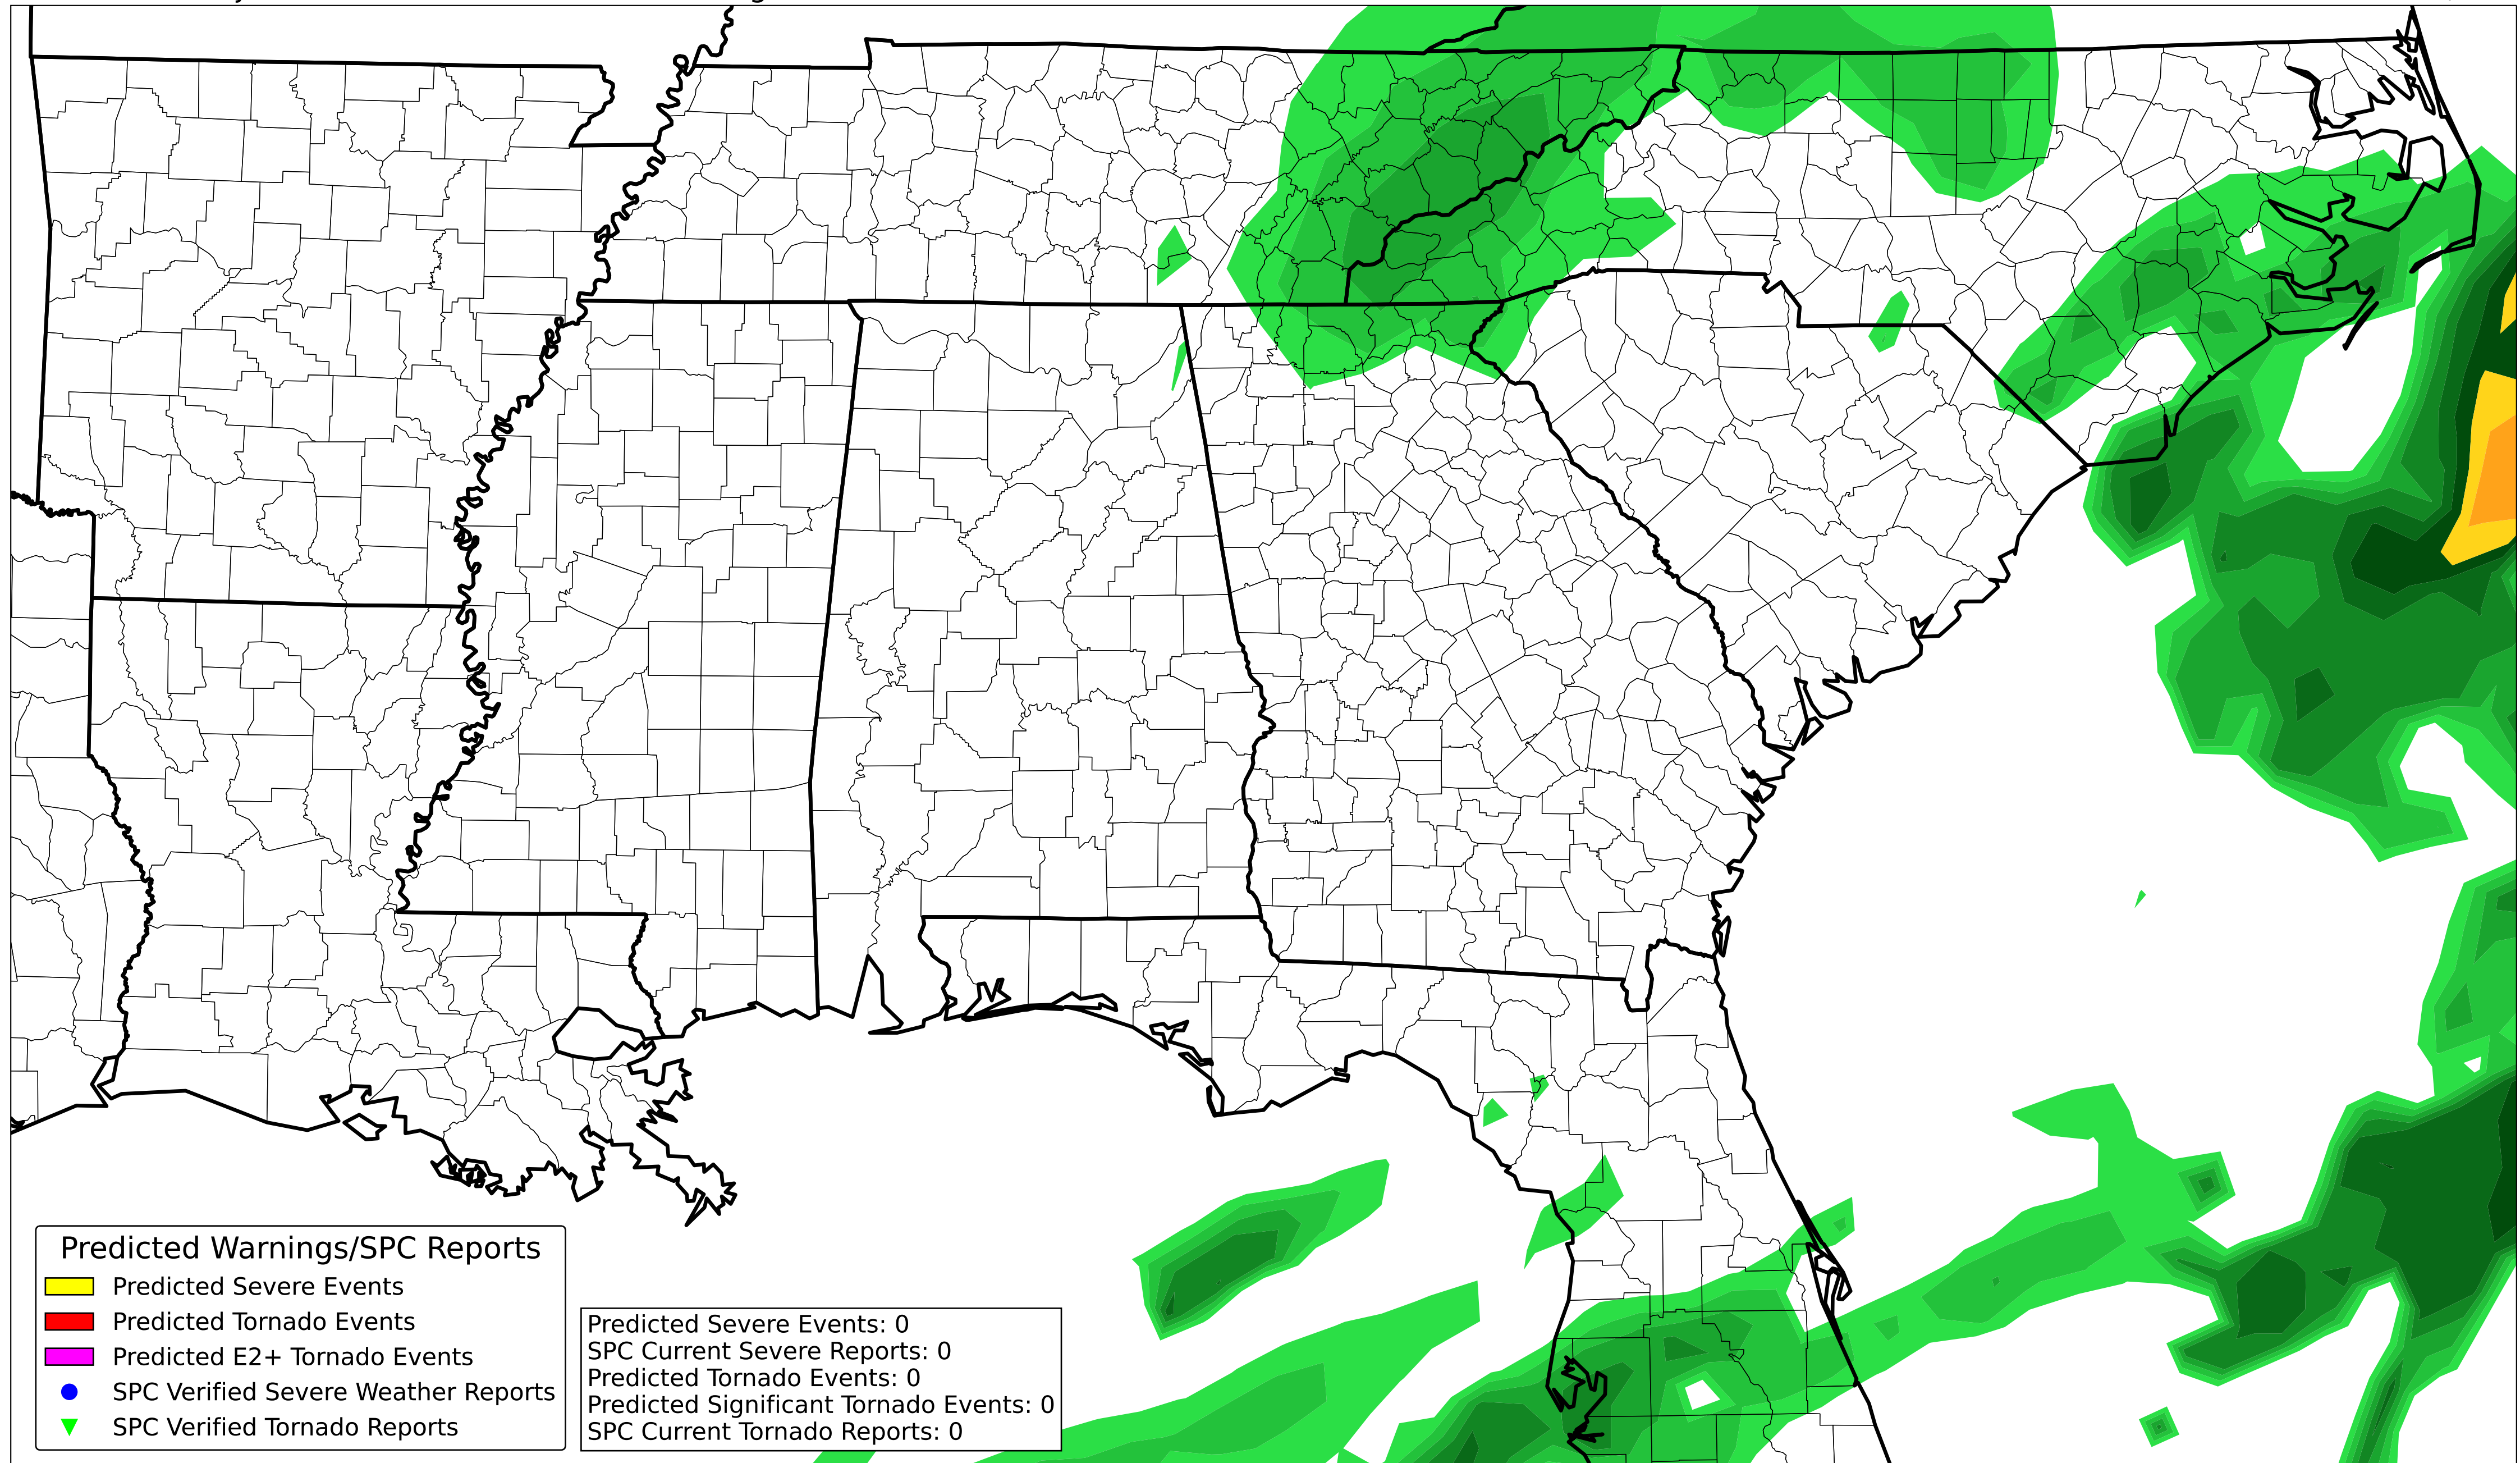 Predicted Warnings/SPC Reports
Predicted Severe Events
Predicted Tornado Events
Predicted E2+ Tornado Events
SPC Verified Severe Weather Reports
SPC Verified Tornado Reports
Predicted Severe Events: 0
SPC Current Severe Reports: 0
Predicted Tornado Events: 0
Predicted Significant Tornado Events: 0
SPC Current Tornado Reports: 0